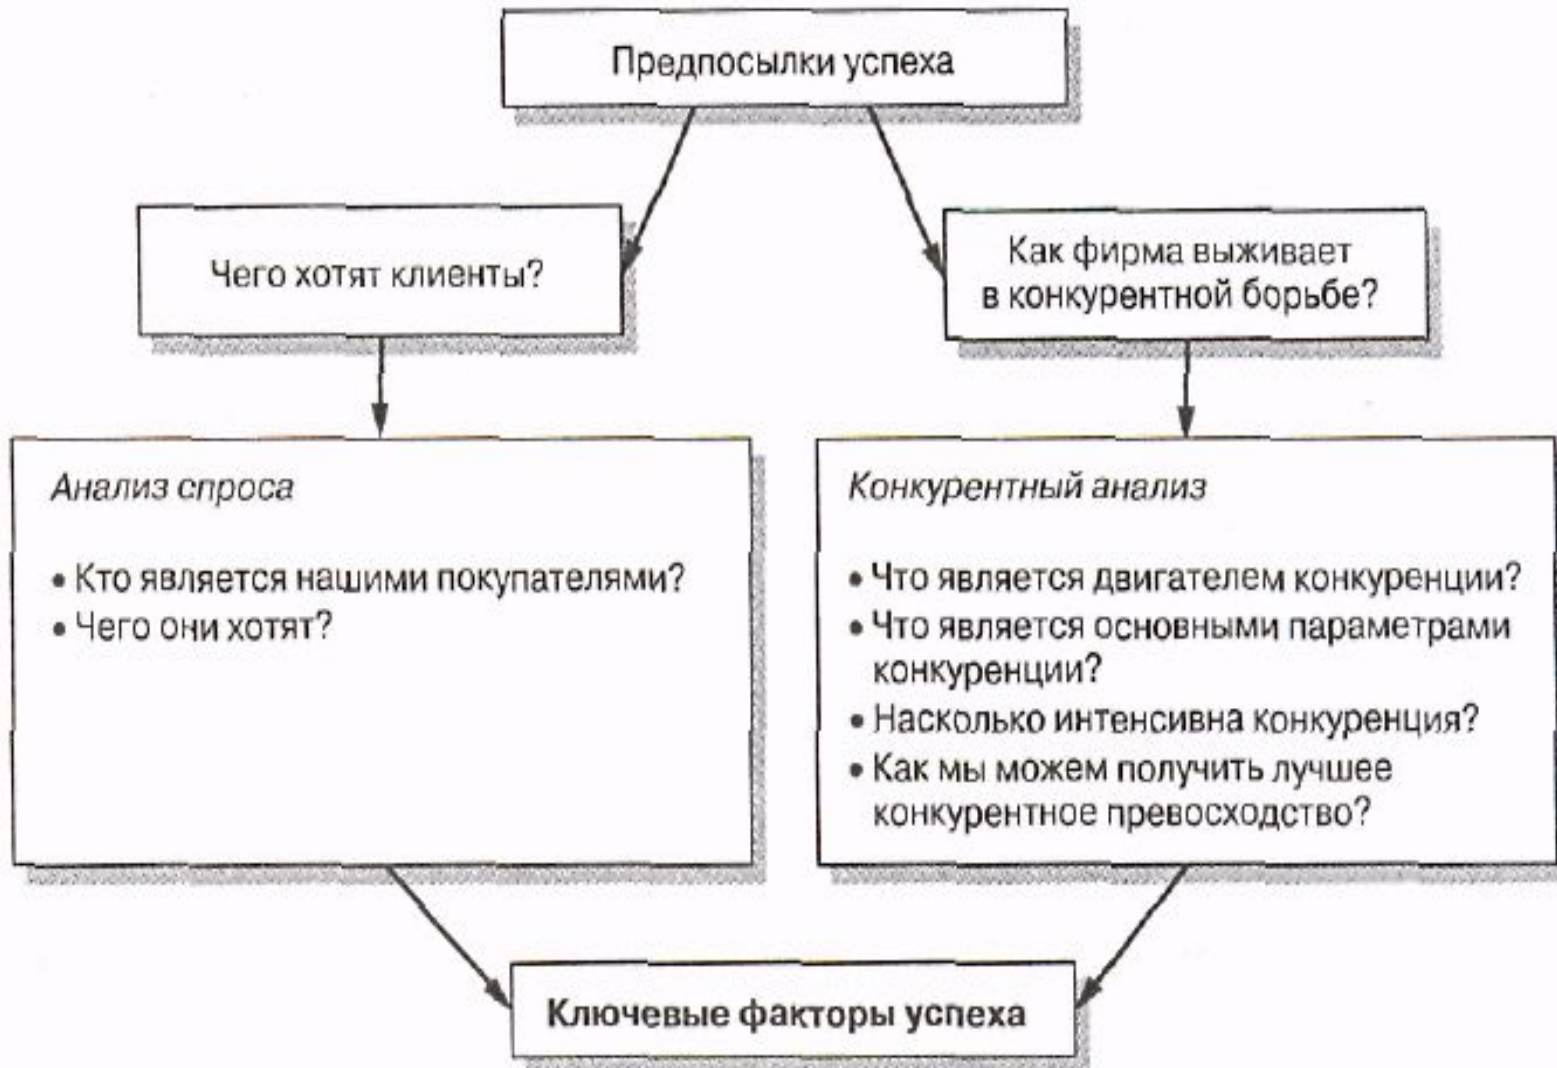 Предпосылки успеха
Чего хотят клиенты?
Как фирма выживает
в конкурентной борьбе?
Анализ спроса
• Кто является нашими покупателями?
• Чего они хотят?
Конкурентный анализ
• Что является двигателем конкуренции?
• Что является основными параметрами
конкуренции?
• Насколько интенсивна конкуренция?
• Как мы можем получить лучшее
конкурентное превосходство?
Ключевые факторы успеха